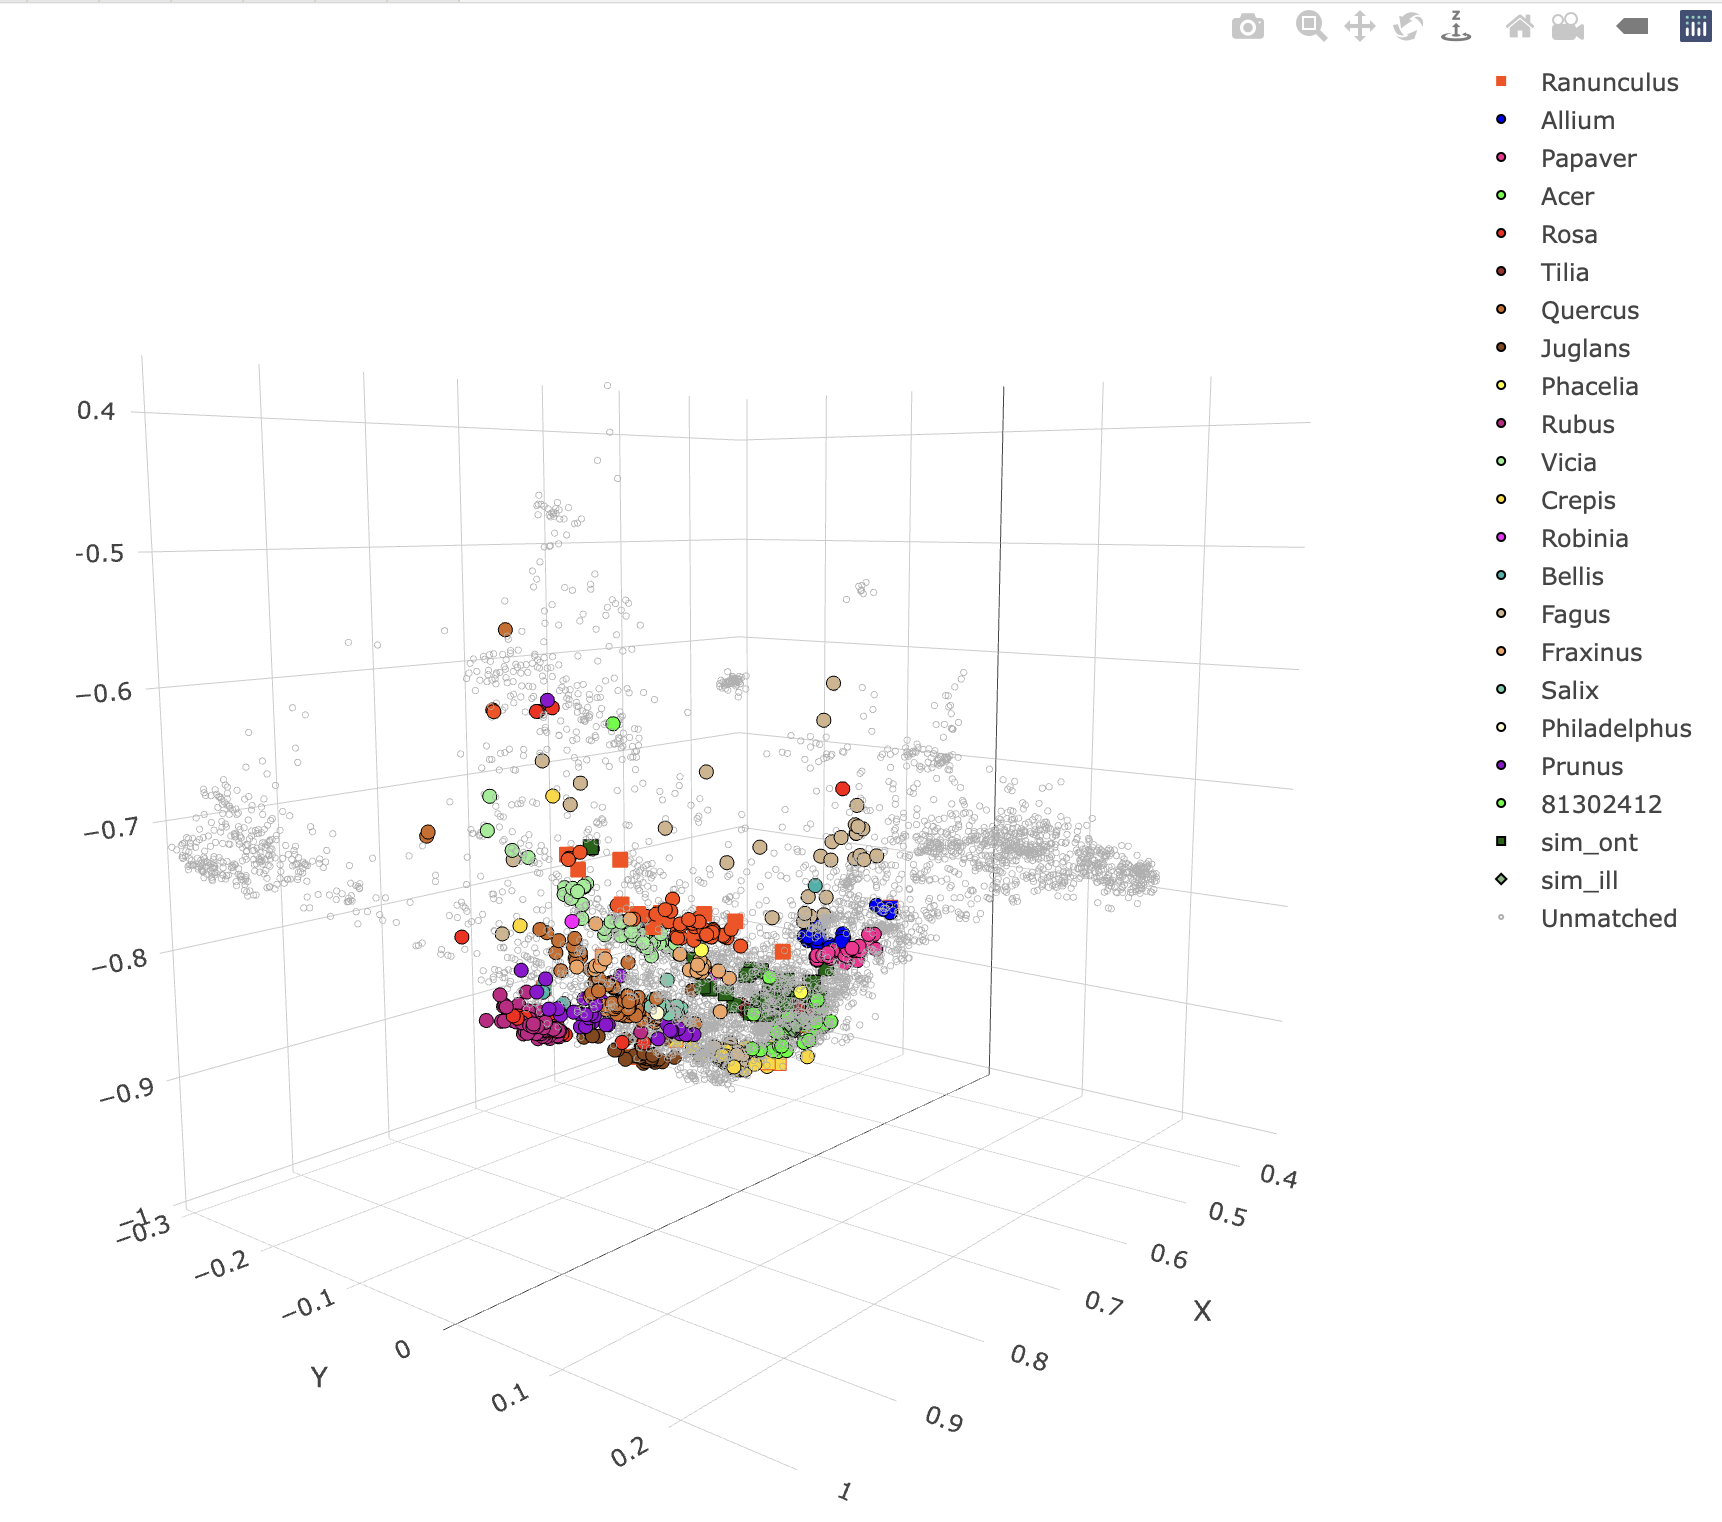 z
Ranunculus
Allium
Papaver
Acer
Rosa
Tilia
Quercus
Juglans
Phacelia
Rubus
Vicia
Crepis
Robinia
Bellis
Fagus
Fraxinus
Salix
Philadelphus
Prunus
81302412
sim_ont
sim_ill
Unmatched
0.4
-0.5
−0.6
−0.7
−0.8
−0.9
−1
−0.3
−0.2
−0.1
0
0.1
0.2
Y
0.4
0.5
0.6
0.7
0.8
0.9
1
X